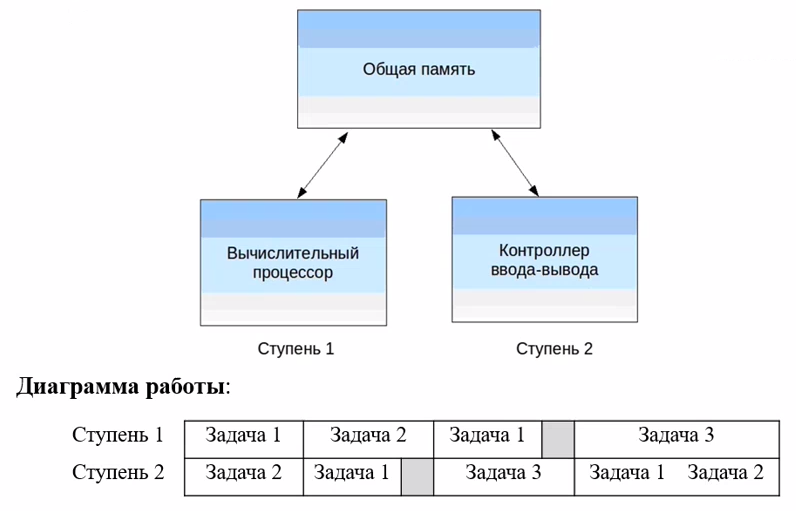 Общая память
Вычислительный
процессор
Контроллер
ввода-вывода
Ступень 1
Ступень 2
Диаграмма работы:
Ступень 1 Задача 1 Задача 2 Задача 1 Задача 3
Ступень 2 Задача 2 Задача 1 Задача 3 Задача 1 Задача 2